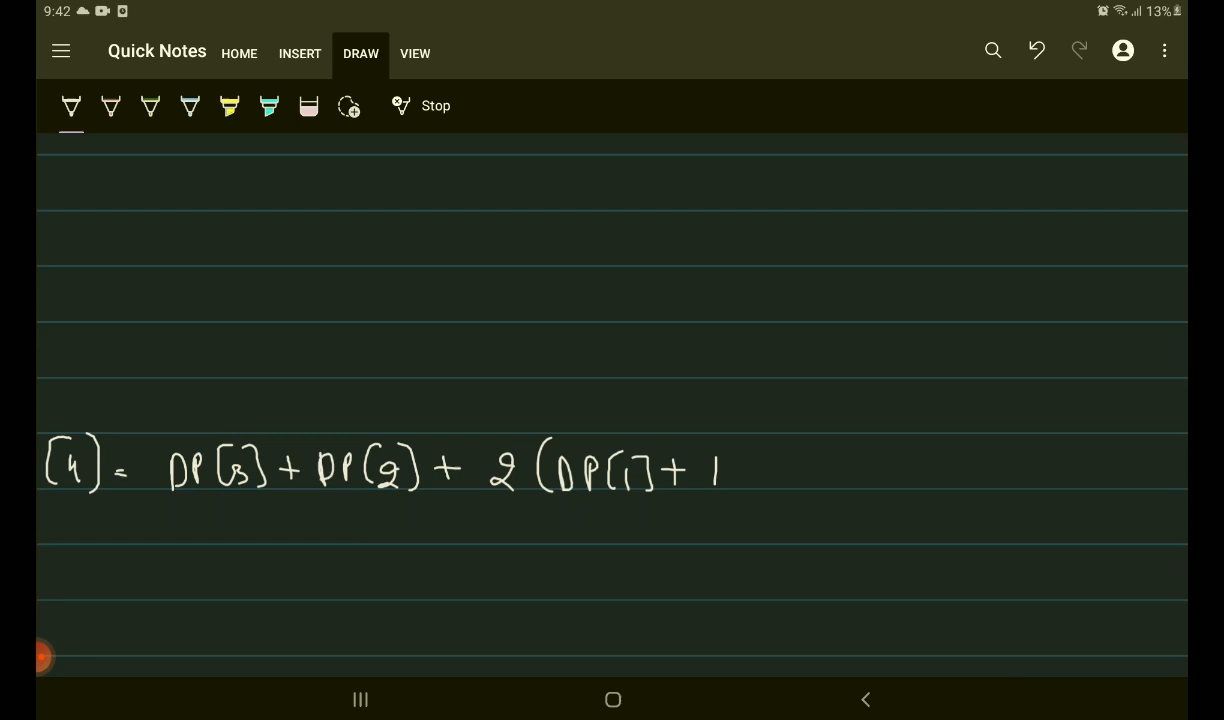 9:42 13%
Quick Notes HOME INSERT DRAW VIEW
Stop
[4] = DP[3] + DP[2] + 2 (DP[1] + 1